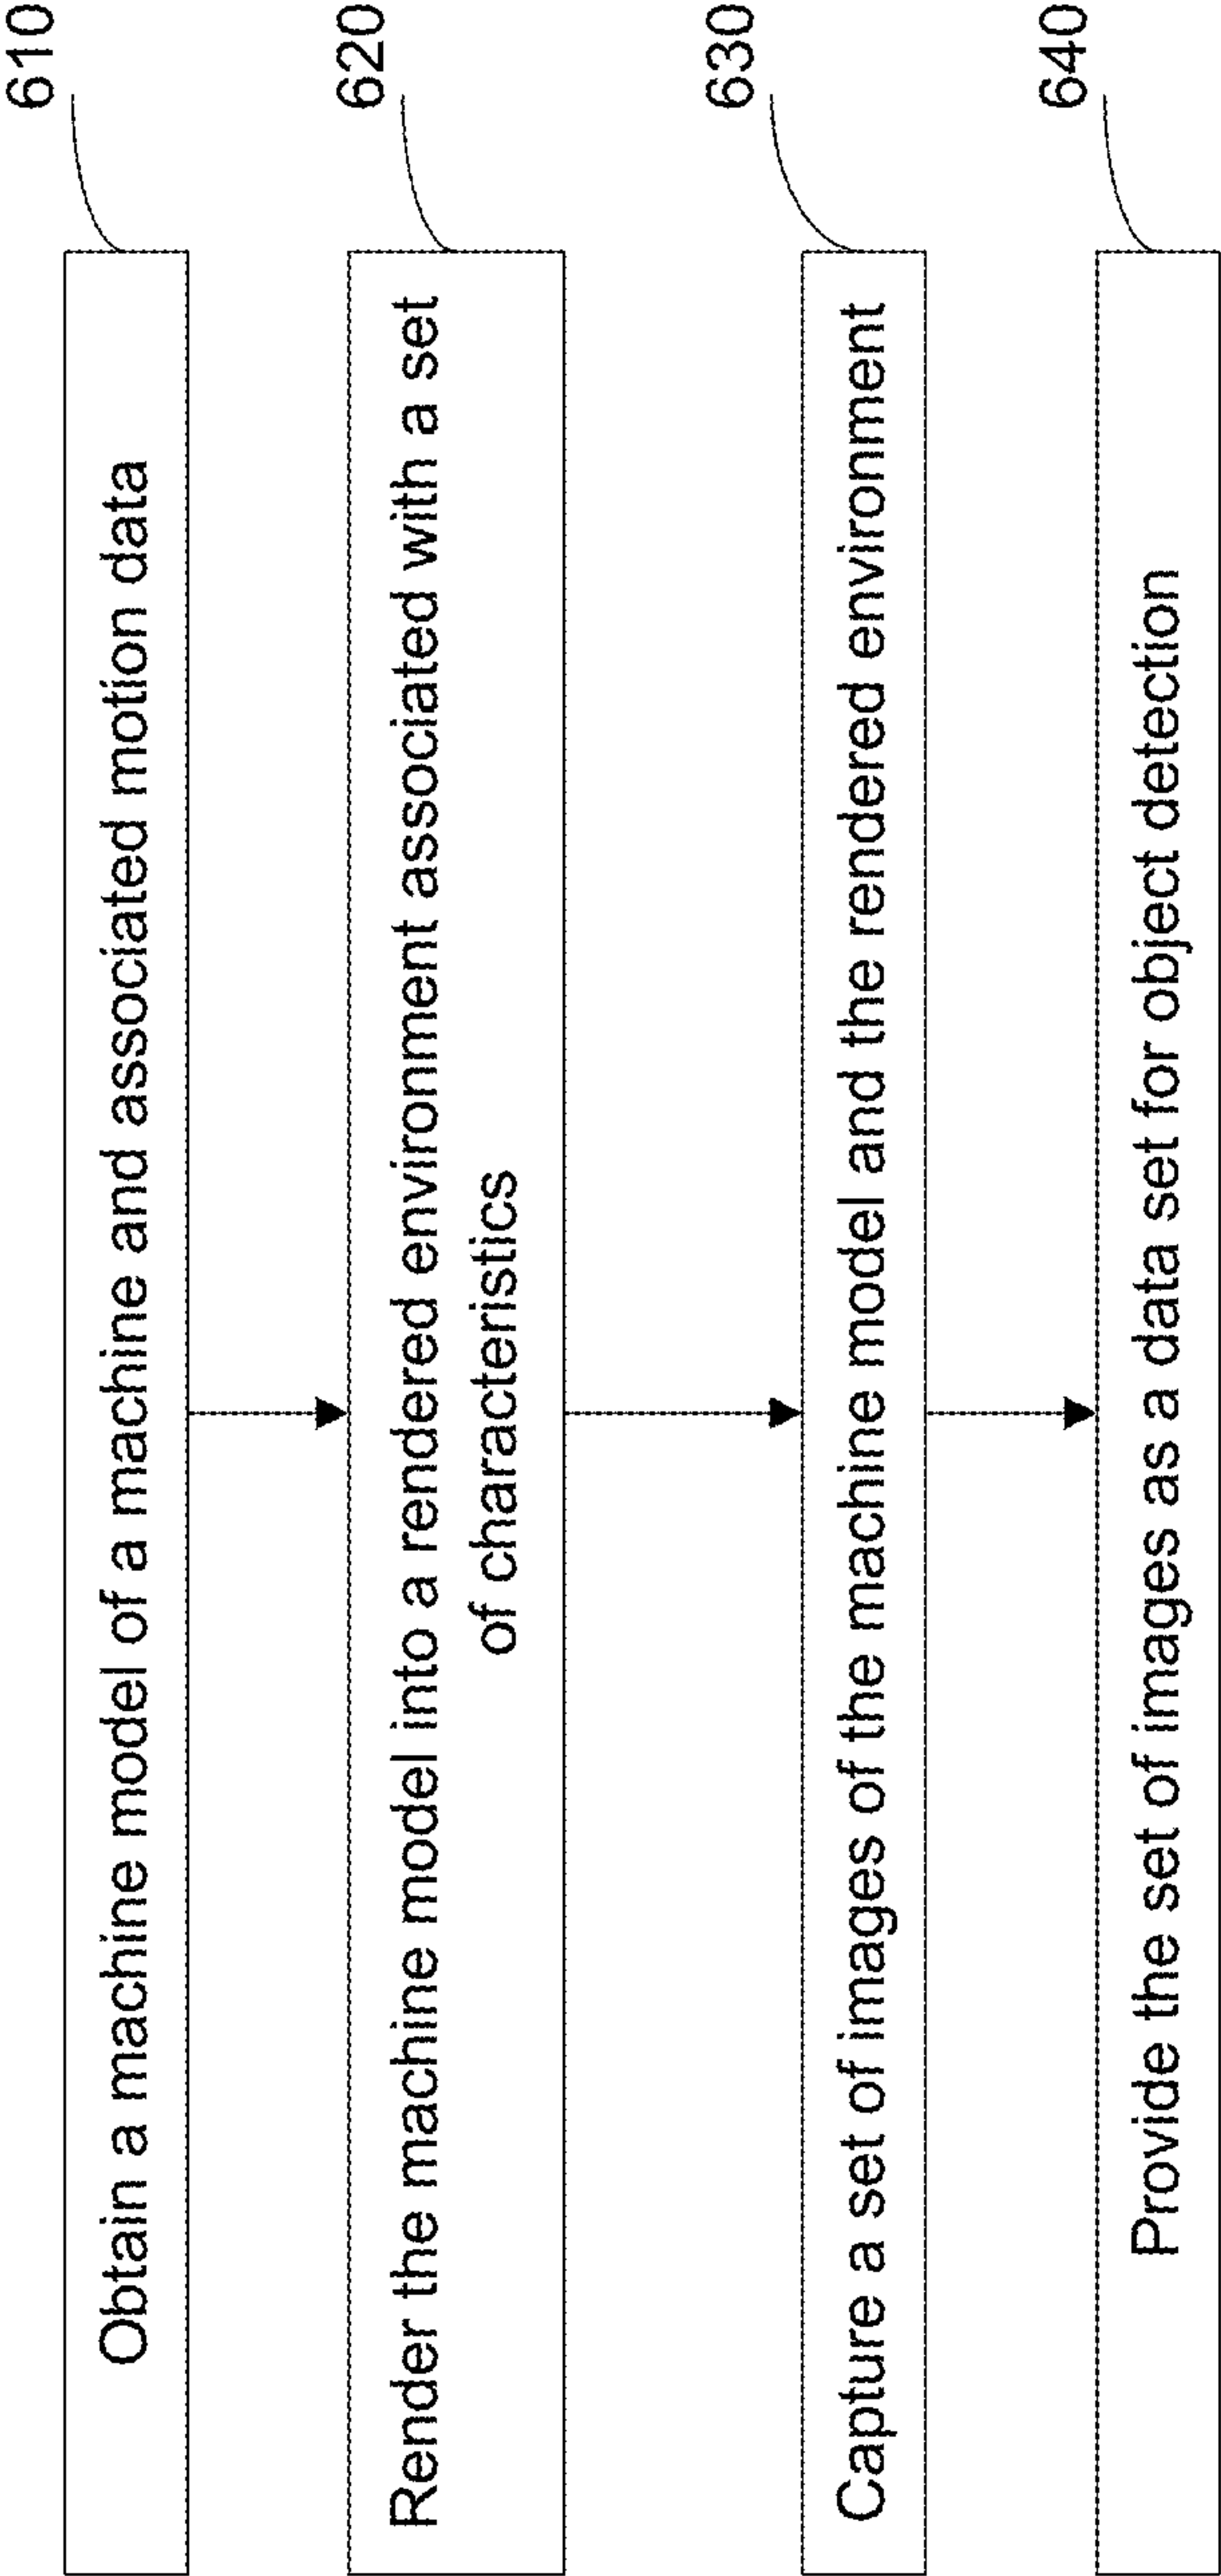 610
Obtain a machine model of a machine and associated motion data
620
Render the machine model into a rendered environment associated with a set
of characteristics
630
Capture a set of images of the machine model and the rendered environment
640
Provide the set of images as a data set for object detection